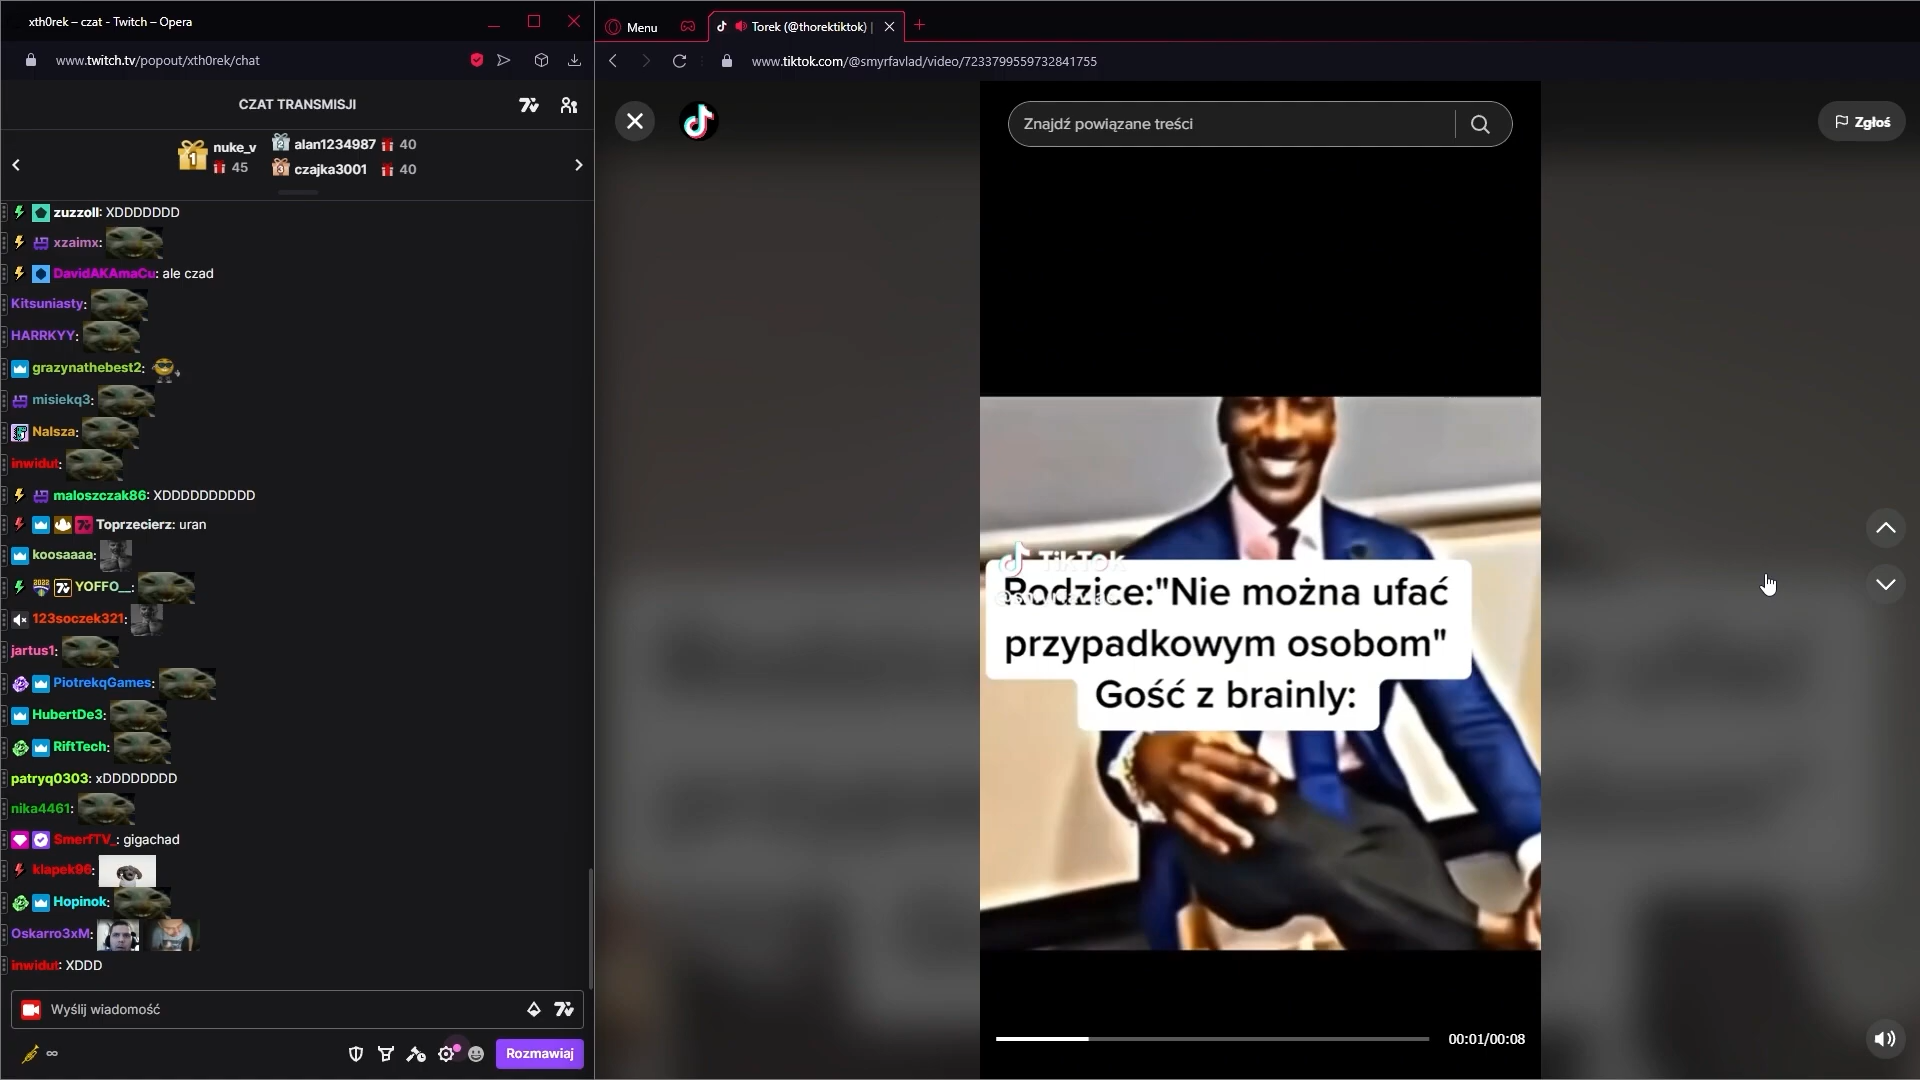 xth0rek – czat - Twitch – Opera
www.twitch.tv/popout/xth0rek/chat
CZAT TRANSMISJI
nuke_v
45
alan1234987 40
czajka3001 40
zuzzoll: XDDDDDDD
xzaimx:
DavidAKAmaCu: ale czad
Kitsuniasty:
HARRKYY:
grazynathebest2:
misiekq3:
Nalsza:
inwidut:
maloszczak86: XDDDDDDDDDD
Toprzecierz: uran
koosaaaa:
YOFFO__:
123soczek321:
jartus1:
PiotrekqGames:
HubertDe3:
RiftTech:
patryq0303: xDDDDDDDD
nika4461:
SmerfTV_: gigachad
klapek96:
Hopinok:
Oskarro3xM:
inwidut: XDDD
Wyślij wiadomość
∞
Rozmawiaj
Menu
Torek (@thorektiktok) |
www.tiktok.com/@smyrfavlad/video/7233799559732841755
Znajdź powiązane treści
Zgłoś
TikTok
@smyrfavlad
Rodzice:"Nie można ufać
przypadkowym osobom"
Gość z brainly:
00:01/00:08